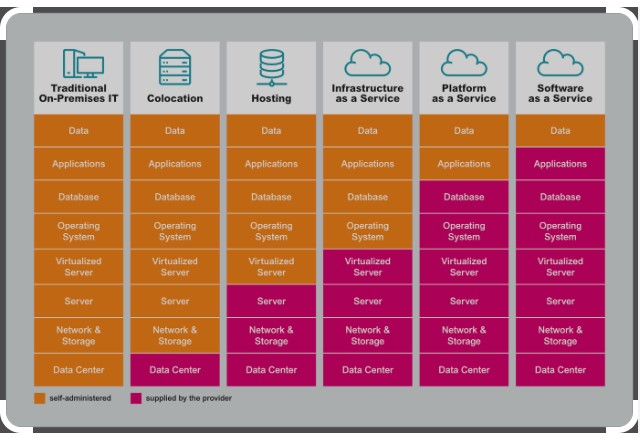 Traditional
On-Premises IT
Colocation
Hosting
Infrastructure
as a Service
Platform
as a Service
Software
as a Service
Data
Data
Data
Data
Data
Data
Applications
Applications
Applications
Applications
Applications
Applications
Database
Database
Database
Database
Database
Database
Operating
System
Operating
System
Operating
System
Operating
System
Operating
System
Operating
System
Virtualized
Server
Virtualized
Server
Virtualized
Server
Virtualized
Server
Virtualized
Server
Virtualized
Server
Server
Server
Server
Server
Server
Server
Network &
Storage
Network &
Storage
Network &
Storage
Network &
Storage
Network &
Storage
Network &
Storage
Data Center
Data Center
Data Center
Data Center
Data Center
Data Center
self-administered
supplied by the provider